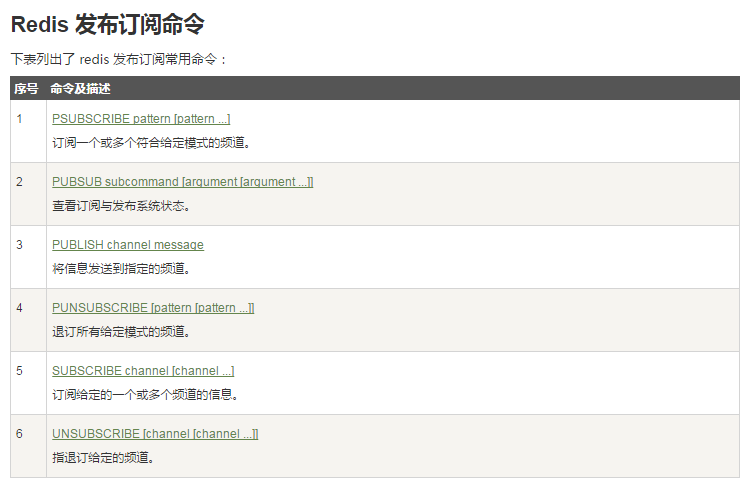 Redis 发布订阅命令
下表列出了 redis 发布订阅常用命令：
序号 命令及描述
1 PSUBSCRIBE pattern [pattern ...]
订阅一个或多个符合给定模式的频道。
2 PUBSUB subcommand [argument [argument ...]]
查看订阅与发布系统状态。
3 PUBLISH channel message
将信息发送到指定的频道。
4 PUNSUBSCRIBE [pattern [pattern ...]]
退订所有给定模式的频道。
5 SUBSCRIBE channel [channel ...]
订阅给定的一个或多个频道的信息。
6 UNSUBSCRIBE [channel [channel ...]]
指退订给定的频道。